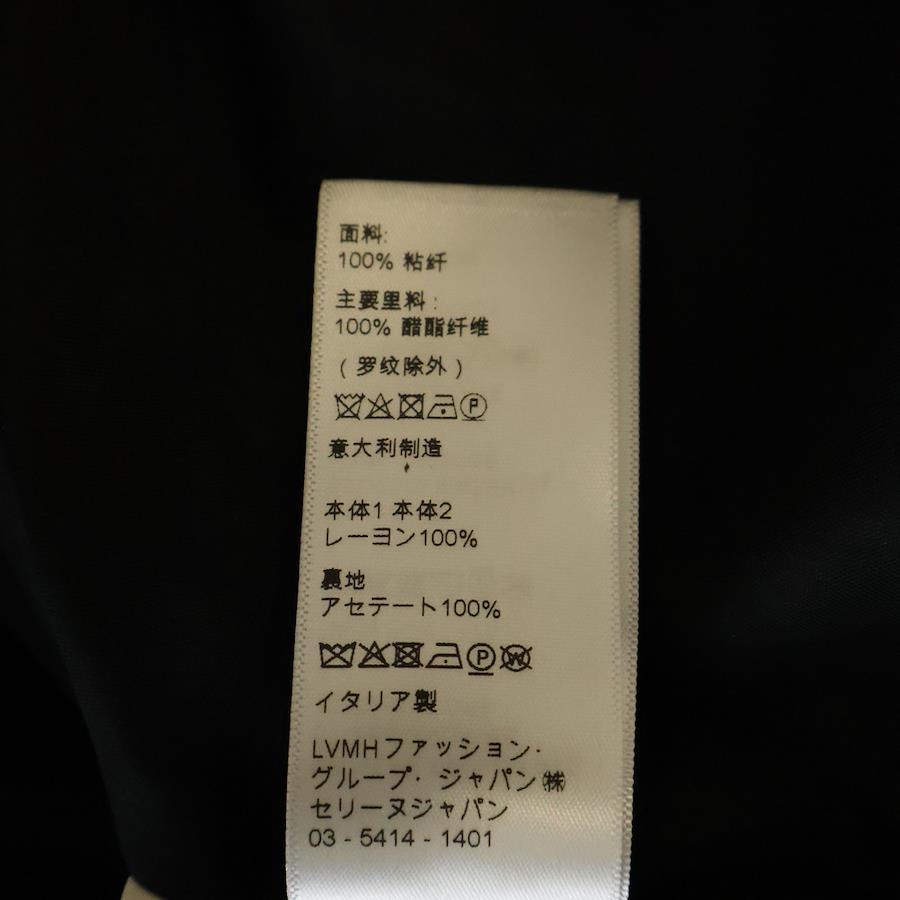 面料:
100% 粘纤
主要里料:
100% 醋酯纤维
(罗纹除外)
P
意大利制造
本体1 本体2
レーヨン100%
裏地
アセテート100%
P W
イタリア製
LVMHファッション・
グループ・ジャパン㈱
セリーヌジャパン
03 - 5414 - 1401